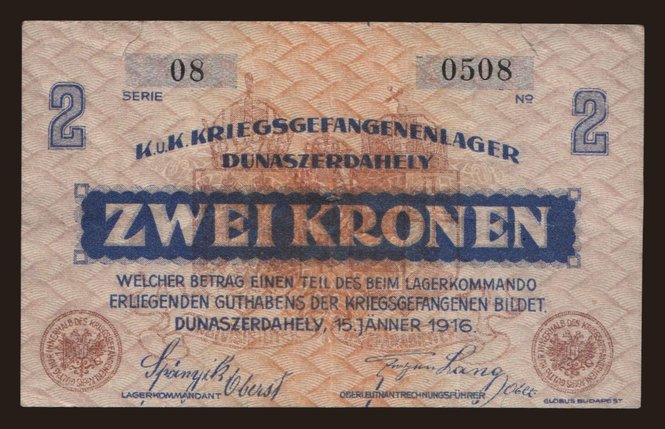 08
0508
SERIE
No
2
2
K.u.K. KRIEGSGEFANGENENLAGER
DUNASZERDAHELY
ZWEI KRONEN
WELCHER BETRAG EINEN TEIL DES BEIM LAGERKOMMANDO
ERLIEGENDEN GUTHABENS DER KRIEGSGEFANGENEN BILDET.
DUNASZERDAHELY, 15. JÄNNER 1916.
Oberst
Lang
LAGERKOMMANDANT
OBERLEUTNANTRECHNUNGSFÜHRER
GLOBUS BUDAPEST